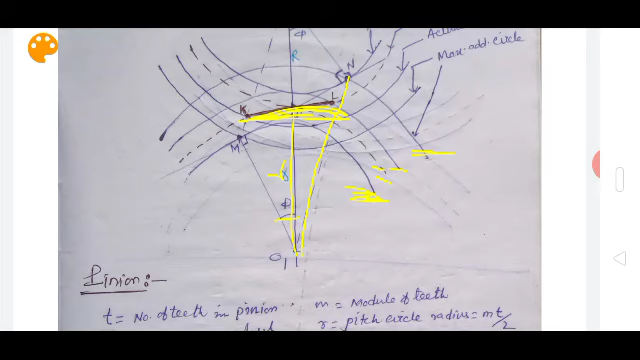 Actual
Max. add. circle
φ
R
N
K
L
M
r
φ
O₁
Pinion:-
t = No. of teeth in pinion
m = Module of teeth
r = pitch circle radius = mt/2